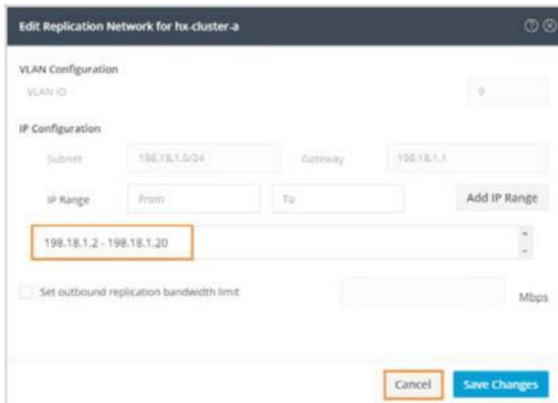 Edit Replication Network for hx-cluster-a
VLAN Configuration
VLAN ID 0
IP Configuration
Subnet 198.18.1.0/24 Gateway 198.18.1.1
IP Range From To Add IP Range
198.18.1.2 - 198.18.1.20
Set outbound replication bandwidth limit Mbps
Cancel Save Changes